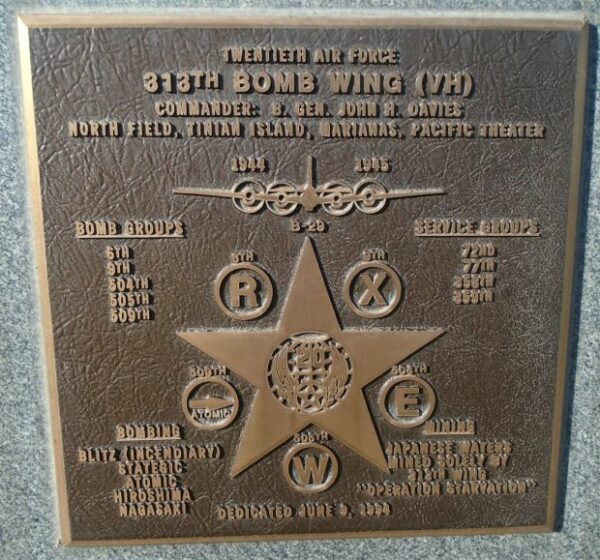 TWENTIETH AIR FORCE
313TH BOMB WING (VH)
COMMANDER: B. GEN. JOHN H. DAVIES
NORTH FIELD, TINIAN ISLAND, MARIANAS, PACIFIC THEATER
1944 1945
B-29
BOMB GROUPS
6TH
9TH
504TH
505TH
509TH
SERVICE GROUPS
72ND
77TH
358TH
359TH
6TH
R
9TH
X
20
509TH
ATOMIC
504TH
E
505TH
W
BOMBING
BLITZ (INCENDIARY)
STATEGIC
ATOMIC
HIROSHIMA
NAGASAKI
MINING
JAPANESE WATERS
MINED SOLELY BY
313TH WING
"OPERATION STARVATION"
DEDICATED JUNE 3, 1994